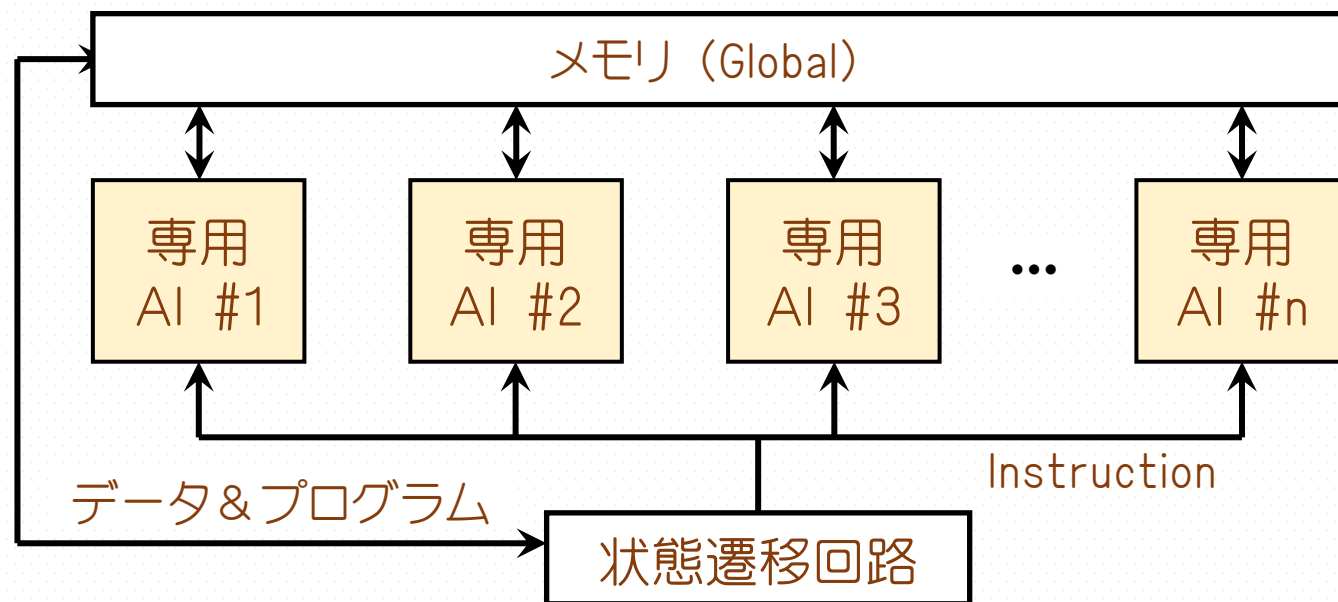 メモリ (Global)
専用
AI #1
専用
AI #2
専用
AI #3
•••
専用
AI #n
Instruction
データ&プログラム
状態遷移回路